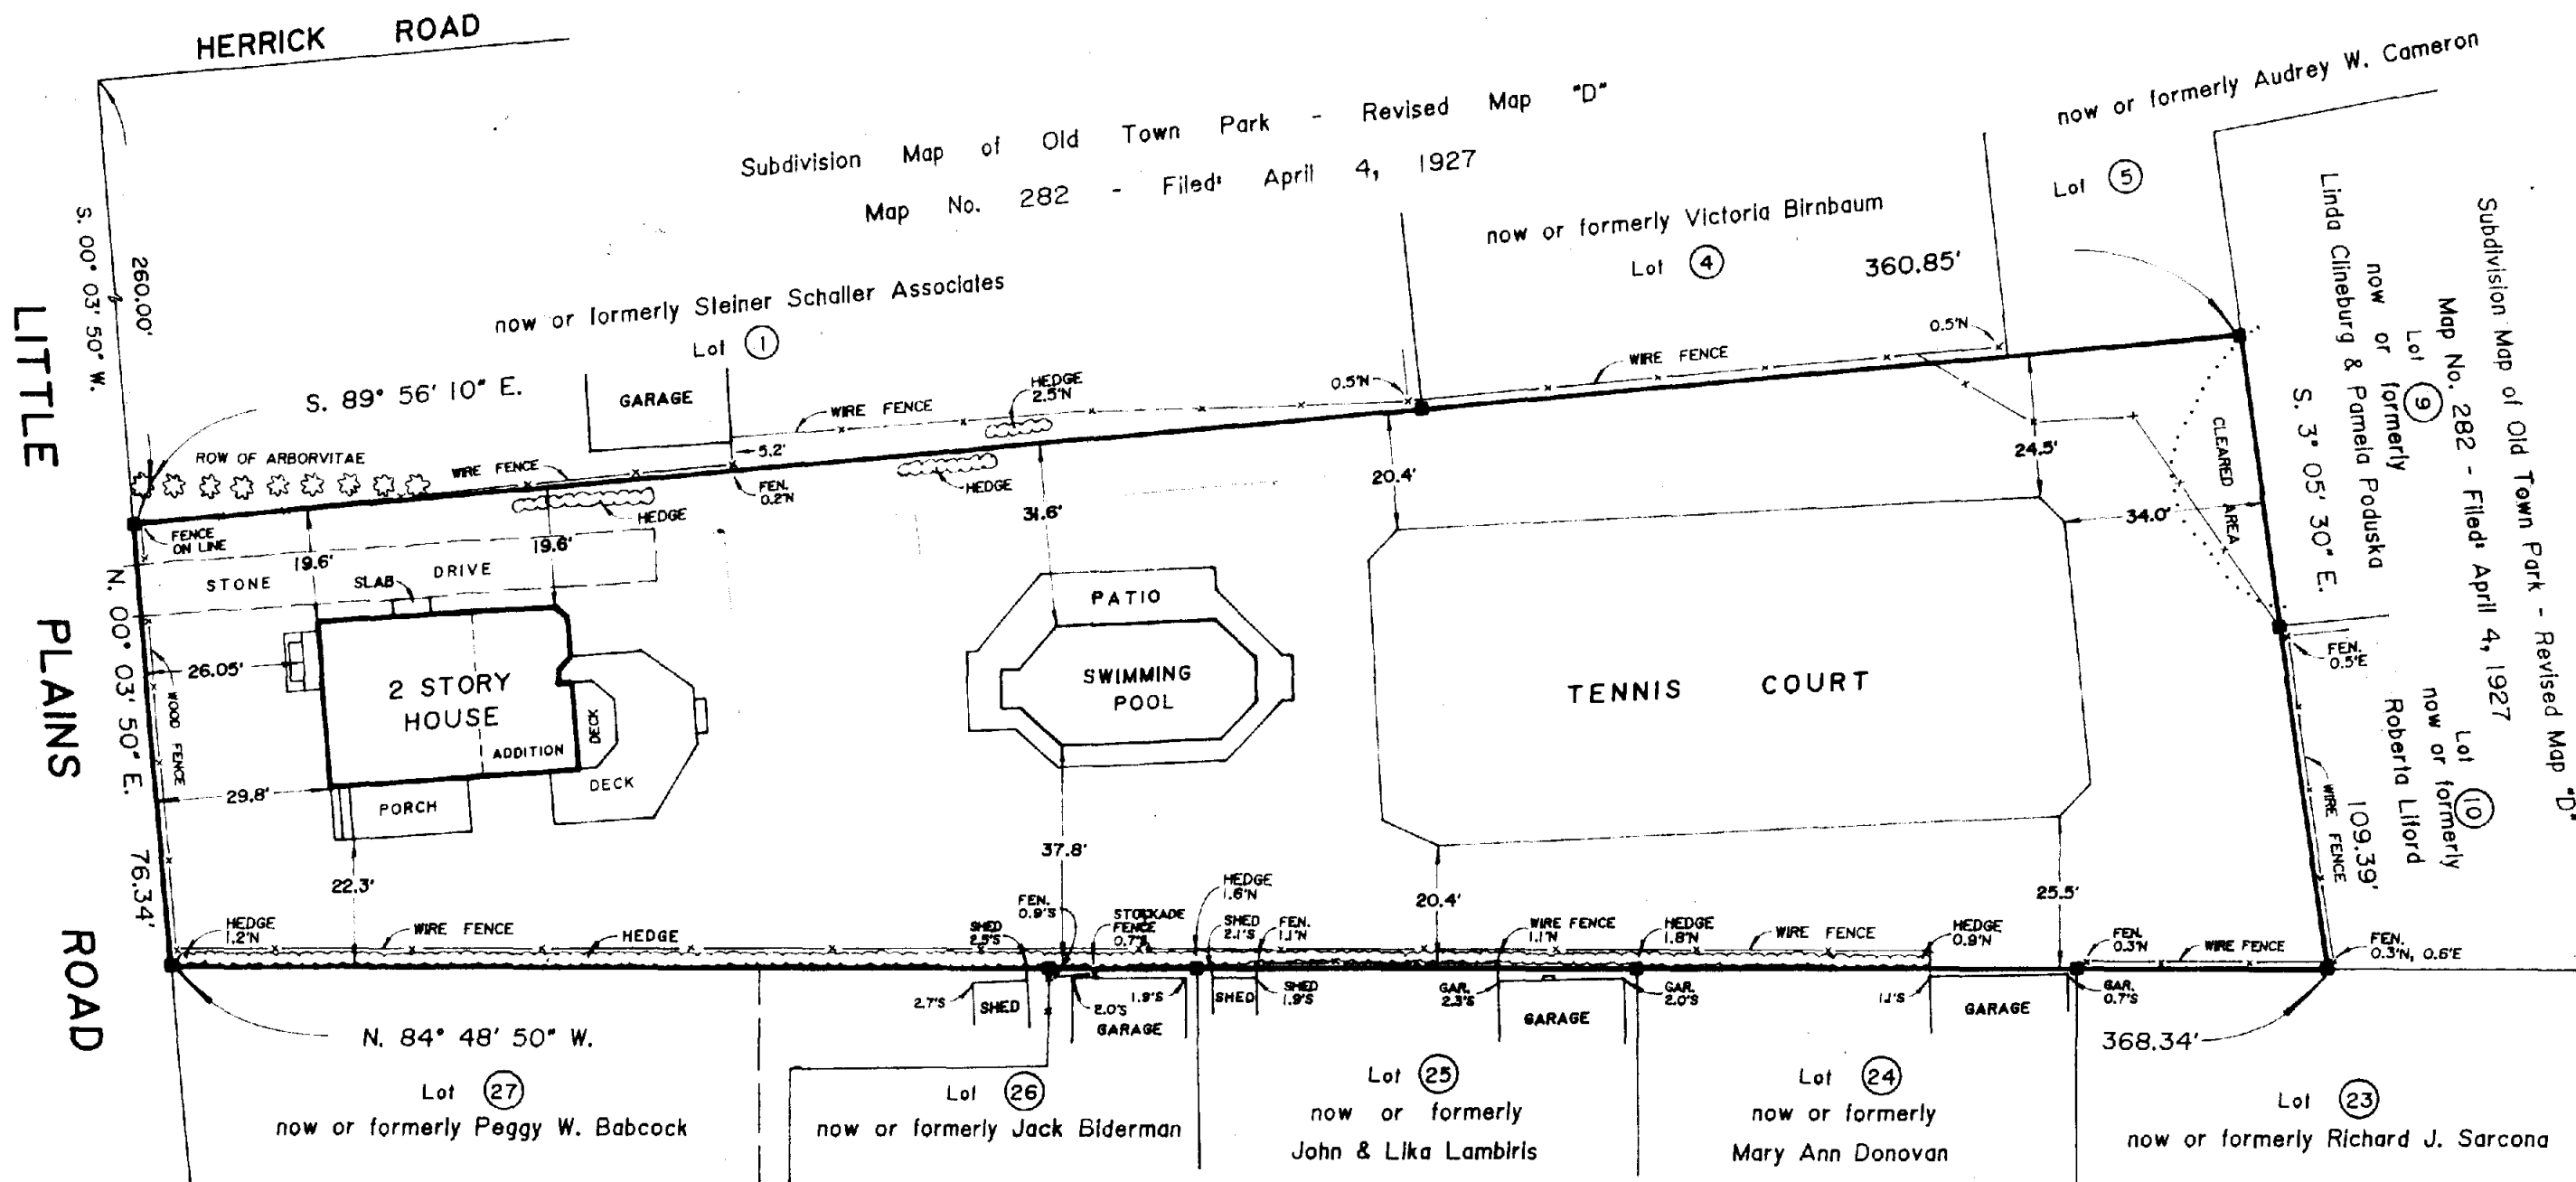 HERRICK ROAD
Subdivision Map of Old Town Park - Revised Map "D"
Map No. 282 - Filed: April 4, 1927
now or formerly Audrey W. Cameron
Lot 5
now or formerly Victoria Birnbaum
Lot 4
360.85'
now or formerly Steiner Schaller Associates
Lot 1
Subdivision Map of Old Town Park - Revised Map "D"
Map No. 282 - Filed: April 4, 1927
Lot 9
now or formerly
Linda Clineburg & Pamela Poduska
S. 3° 05' 30" E.
260.00'
S. 00° 03' 50" W.
LITTLE PLAINS ROAD
S. 89° 56' 10" E.
GARAGE
5.2'
WIRE FENCE
HEDGE
2.5'N
0.5'N
WIRE FENCE
0.5'N
ROW OF ARBORVITAE
WIRE FENCE
FEN.
0.2'N
HEDGE
HEDGE
FENCE
ON LINE
19.6'
19.6'
31.6'
20.4'
24.5'
34.0'
CLEARED AREA
STONE DRIVE
SLAB
PATIO
SWIMMING
POOL
TENNIS COURT
N. 00° 03' 50" E.
WOOD FENCE
26.05'
2 STORY
HOUSE
ADDITION
DECK
DECK
29.8'
PORCH
76.34'
22.3'
37.8'
20.4'
25.5'
FEN.
0.5'E
Lot 10
now or formerly
Roberta Liford
109.39'
WIRE FENCE
HEDGE
1.2'N
WIRE FENCE
HEDGE
SHED
2.5'S
FEN.
0.9'S
STOCKADE
FENCE
0.7'S
HEDGE
1.6'N
SHED
2.1'S
FEN.
1.1'N
WIRE FENCE
1.1'N
HEDGE
1.8'N
WIRE FENCE
HEDGE
0.9'N
FEN.
0.3'N
WIRE FENCE
FEN.
0.3'N, 0.6'E
2.7'S
SHED
2.0'S
1.9'S
GARAGE
SHED
SHED
1.9'S
GAR.
2.3'S
GARAGE
GAR.
2.0'S
1.1'S
GARAGE
GAR.
0.7'S
368.34'
N. 84° 48' 50" W.
Lot 27
now or formerly Peggy W. Babcock
Lot 26
now or formerly Jack Biderman
Lot 25
now or formerly
John & Lika Lambiris
Lot 24
now or formerly
Mary Ann Donovan
Lot 23
now or formerly Richard J. Sarcona